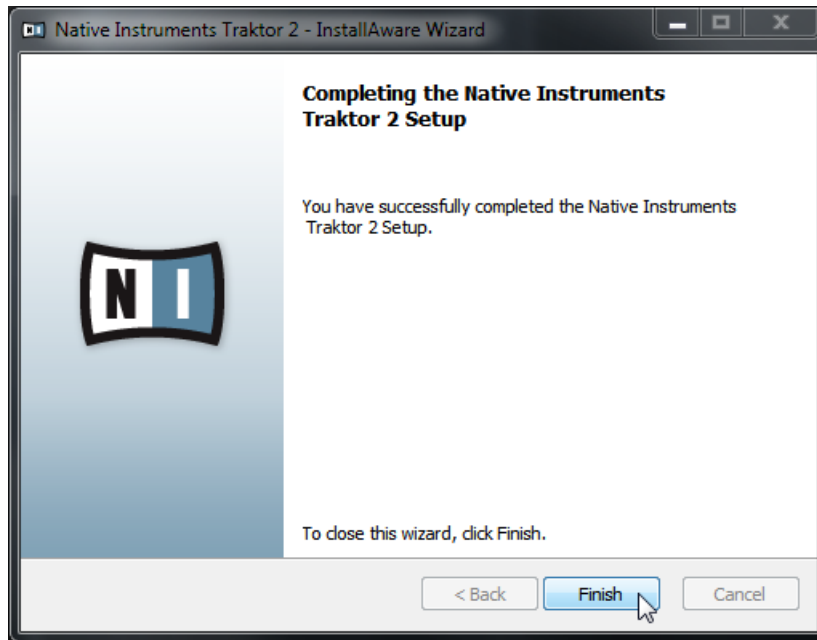 Native Instruments Traktor 2 - InstallAware Wizard
Completing the Native Instruments
Traktor 2 Setup
You have successfully completed the Native Instruments
Traktor 2 Setup.
NI
To close this wizard, click Finish.
< Back
Finish
Cancel